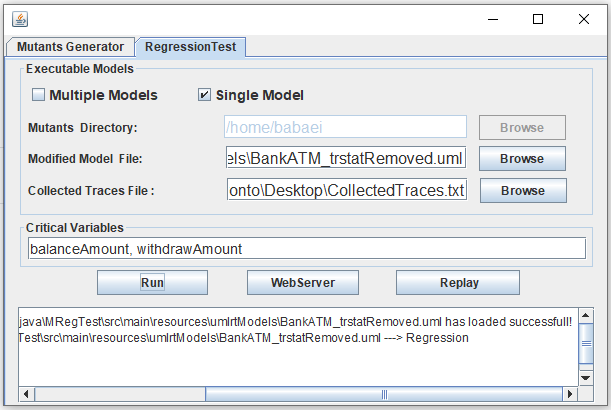 Mutants Generator
RegressionTest
Executable Models
Multiple Models
Single Model
Mutants Directory:
/home/babaei
Browse
Modified Model File:
els\BankATM_trstatRemoved.uml
Browse
Collected Traces File :
onto\Desktop\CollectedTraces.txt
Browse
Critical Variables
balanceAmount, withdrawAmount
Run
WebServer
Replay
java\MRegTest\src\main\resources\umlrtModels\BankATM_trstatRemoved.uml has loaded successfull!
Test\src\main\resources\umlrtModels\BankATM_trstatRemoved.uml ---> Regression